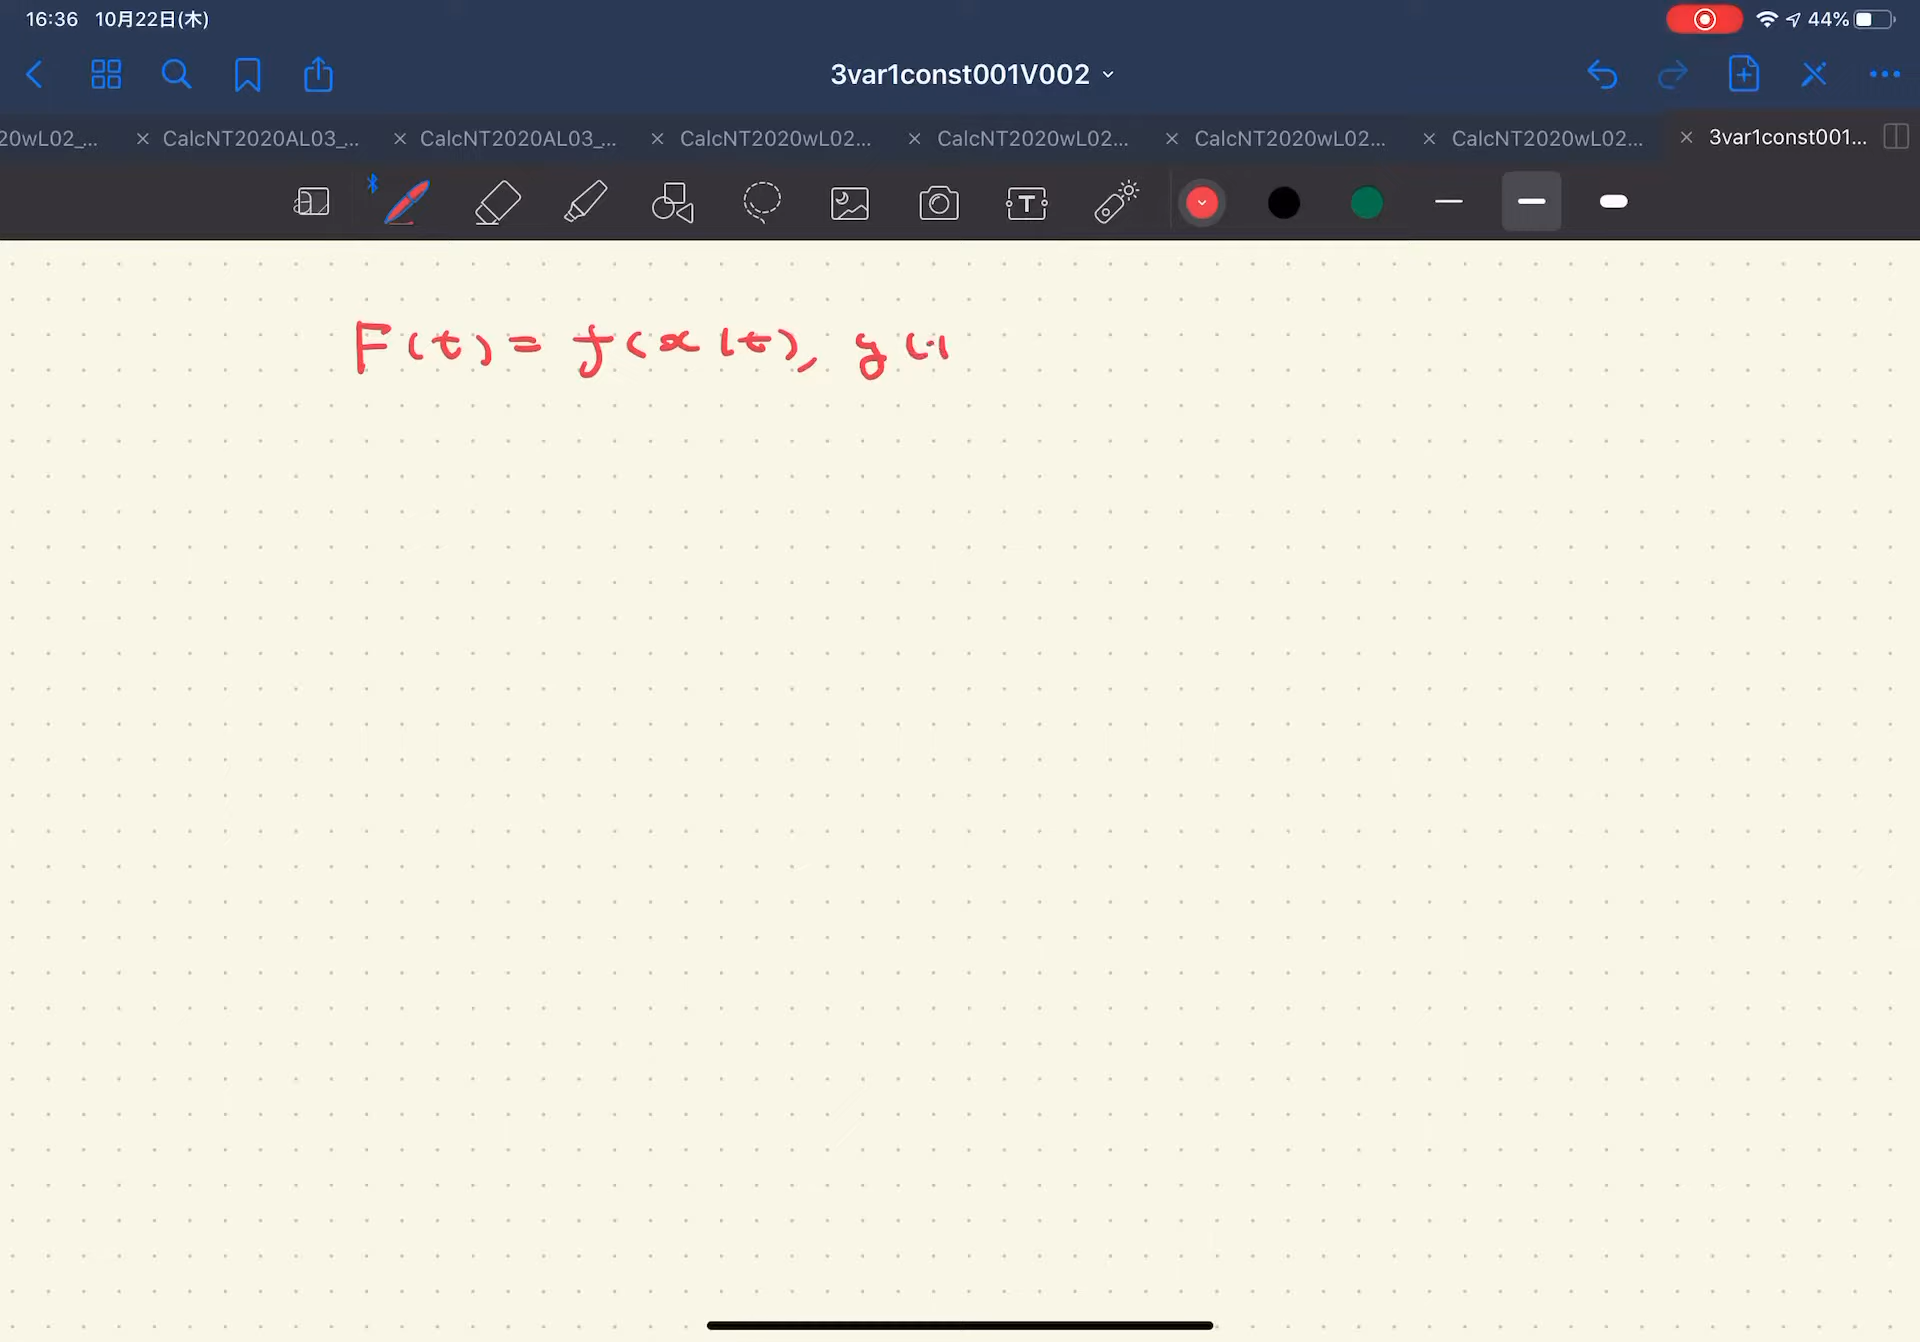 16:36 10月22日(木) 44%
3var1const001V002
20wL02_... CalcNT2020AL03_... CalcNT2020AL03_... CalcNT2020wL02... CalcNT2020wL02... CalcNT2020wL02... CalcNT2020wL02... 3var1const001...
T
F(t) = f(x(t), y(